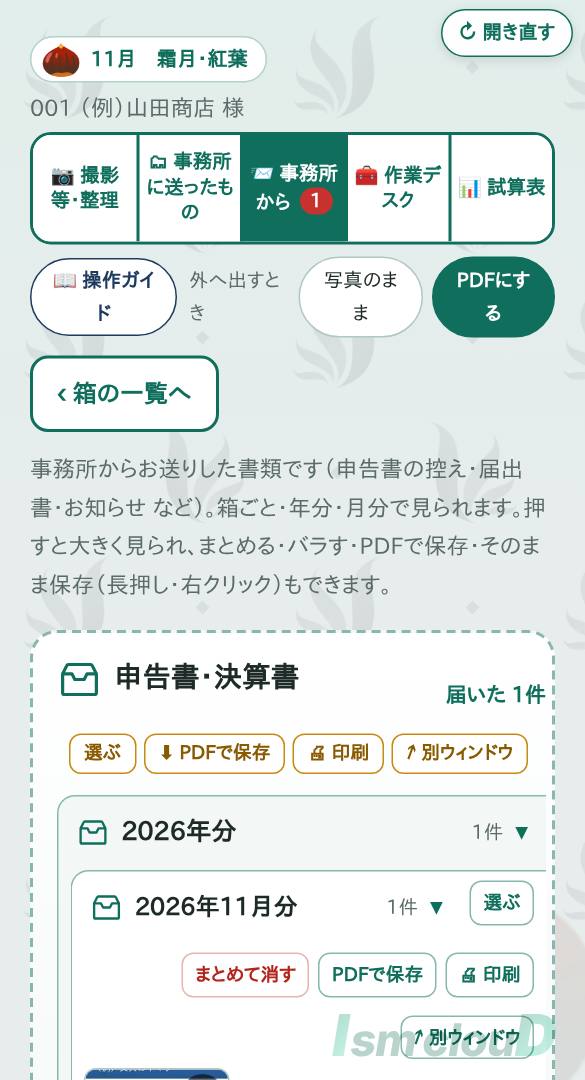 開き直す
11月 霜月・紅葉
001 (例)山田商店 様
撮影
等・整理
事務所
に送ったも
の
事務所
から 1
作業デ
スク
試算表
操作ガイ
ド
外へ出すと
き
写真のま
ま
PDFにす
る
‹ 箱の一覧へ
事務所からお送りした書類です(申告書の控え・届出
書・お知らせ など)。箱ごと・年分・月分で見られます。押
すと大きく見られ、まとめる・バラす・PDFで保存・そのま
ま保存(長押し・右クリック)もできます。
申告書・決算書
届いた 1件
選ぶ
⬇ PDFで保存
印刷
↗ 別ウィンドウ
2026年分
1件 ▼
2026年11月分
1件 ▼
選ぶ
まとめて消す
PDFで保存
印刷
↗ 別ウィンドウ
IsmclouD